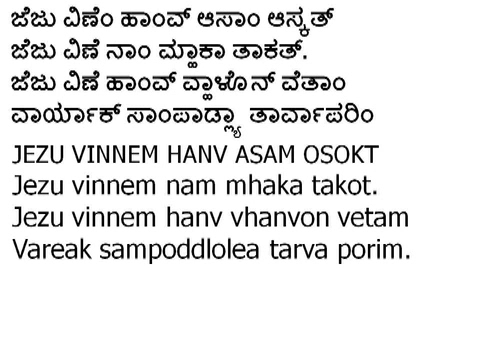 ಜೆಜು ವಿಣೆಂ ಹಾಂವ್ ಆಸಾಂ ಆಸ್ಕತ್
ಜೆಜು ವಿಣೆ ನಾಂ ಮ್ಹಾಕಾ ತಾಕತ್.
ಜೆಜು ವಿಣೆ ಹಾಂವ್ ವ್ಹಾಳೊನ್ ವೆತಾಂ
ವಾರ್ಯಾಕ್ ಸಾಂಪಾಡ್ಲ್ಯಾ ತಾರ್ವಾಪರಿಂ
JEZU VINNEM HANV ASAM OSOKT
Jezu vinnem nam mhaka takot.
Jezu vinnem hanv vhanvon vetam
Vareak sampoddlolea tarva porim.